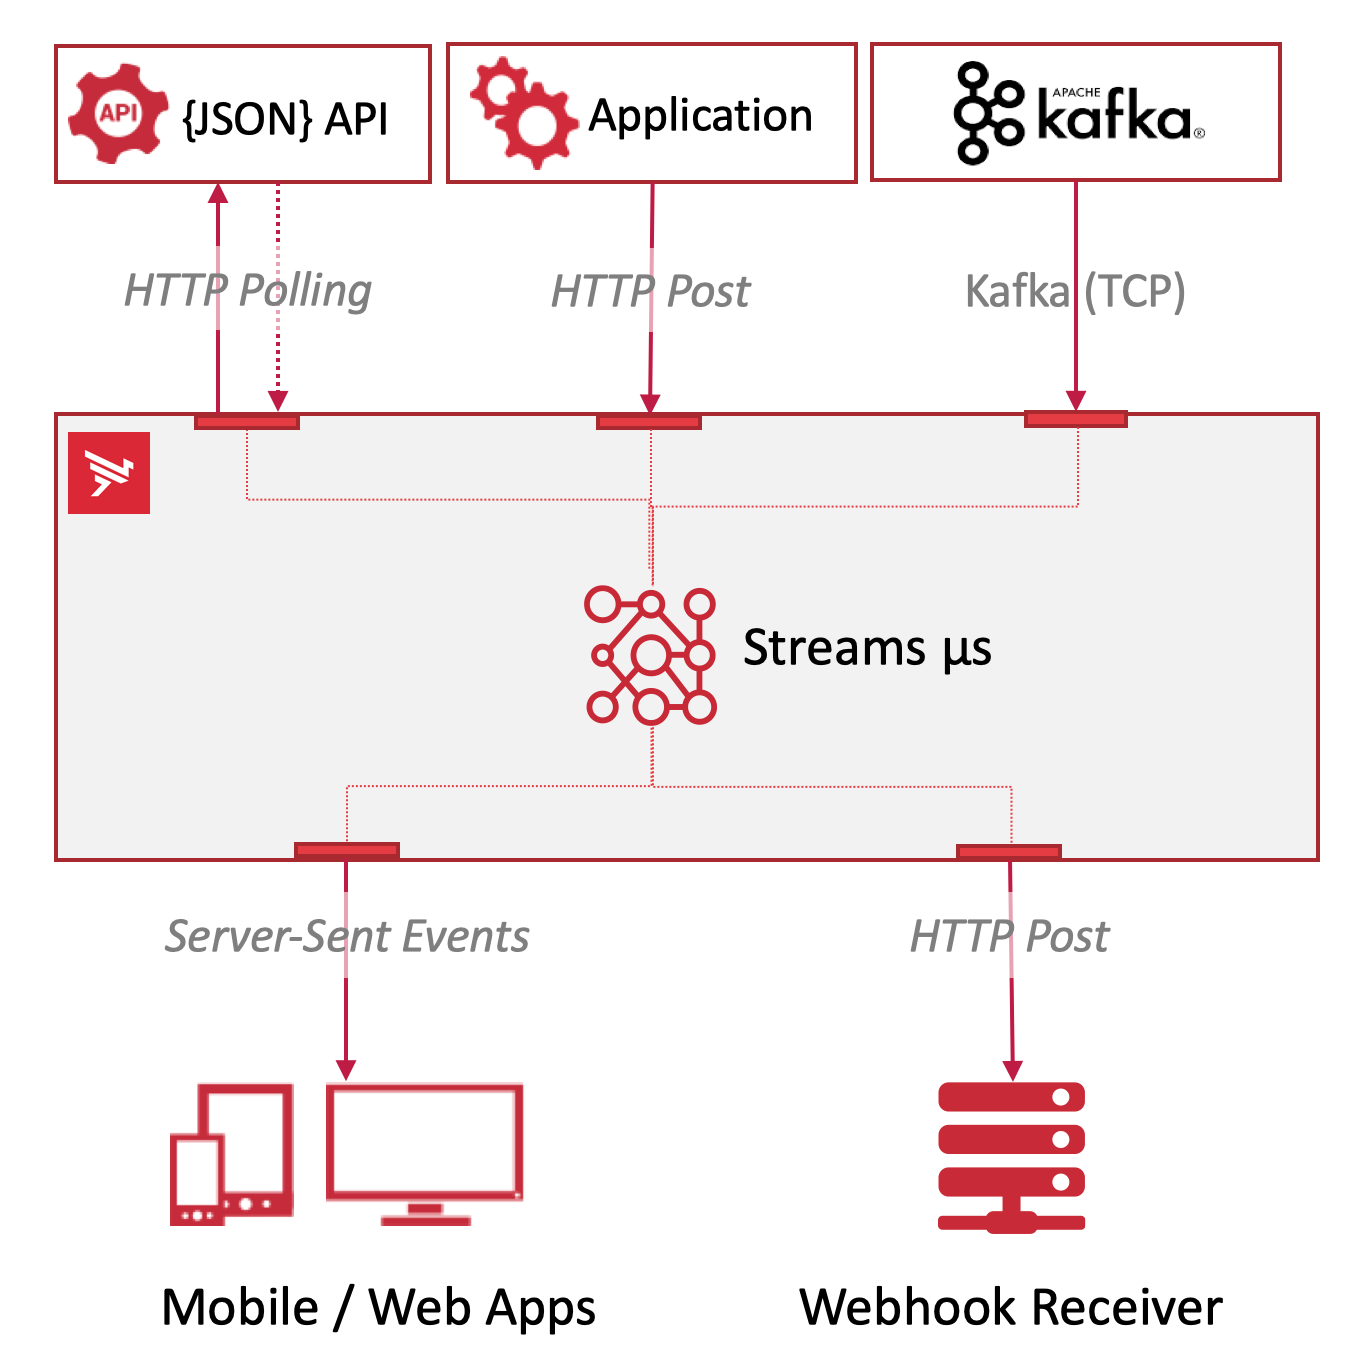 API
{JSON} API
Application
APACHE
kafka®
HTTP Polling
HTTP Post
Kafka (TCP)
Streams µs
Server-Sent Events
HTTP Post
Mobile / Web Apps
Webhook Receiver